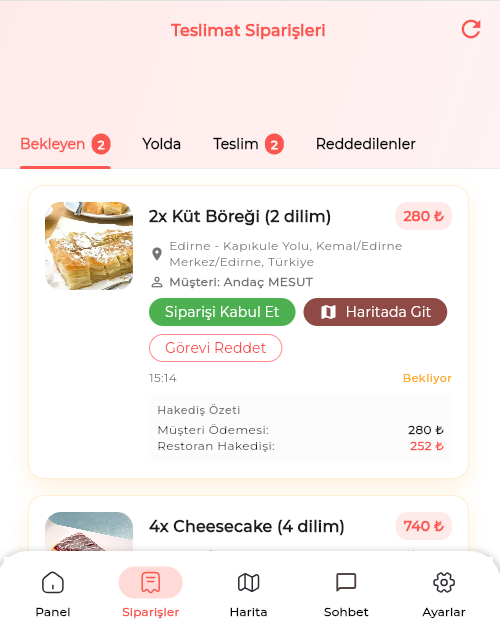 Teslimat Siparişleri
Bekleyen 2 Yolda Teslim 2 Reddedilenler
2x Küt Böreği (2 dilim) 280 ₺
Edirne - Kapıkule Yolu, Kemal/Edirne
Merkez/Edirne, Türkiye
Müşteri: Andaç MESUT
Siparişi Kabul Et Haritada Git
Görevi Reddet
15:14 Bekliyor
Hakediş Özeti
Müşteri Ödemesi: 280 ₺
Restoran Hakedişi: 252 ₺
4x Cheesecake (4 dilim) 740 ₺
Panel Siparişler Harita Sohbet Ayarlar